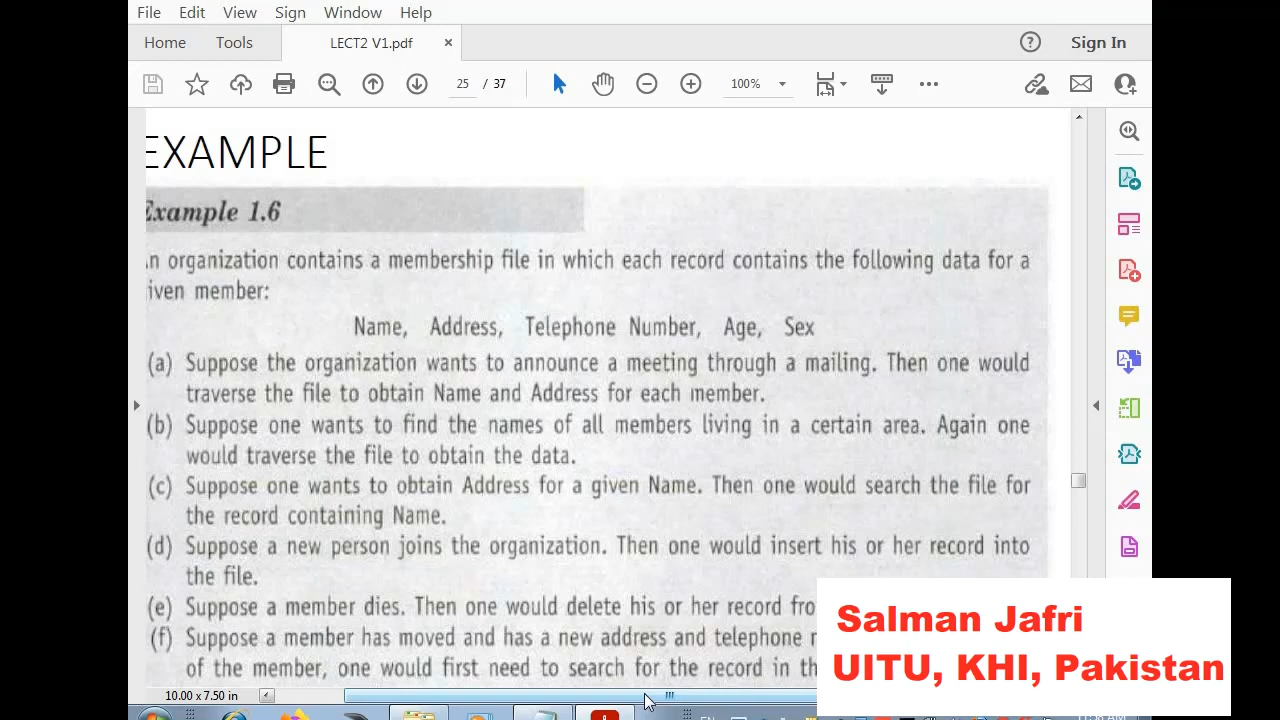 File Edit View Sign Window Help
Home Tools LECT2 V1.pdf × Sign In
25 / 37 100%
EXAMPLE
Example 1.6
n organization contains a membership file in which each record contains the following data for a
iven member:
Name, Address, Telephone Number, Age, Sex
(a) Suppose the organization wants to announce a meeting through a mailing. Then one would
traverse the file to obtain Name and Address for each member.
(b) Suppose one wants to find the names of all members living in a certain area. Again one
would traverse the file to obtain the data.
(c) Suppose one wants to obtain Address for a given Name. Then one would search the file for
the record containing Name.
(d) Suppose a new person joins the organization. Then one would insert his or her record into
the file.
(e) Suppose a member dies. Then one would delete his or her record fro
(f) Suppose a member has moved and has a new address and telephone
of the member, one would first need to search for the record in th
Salman Jafri
UITU, KHI, Pakistan
10.00 x 7.50 in